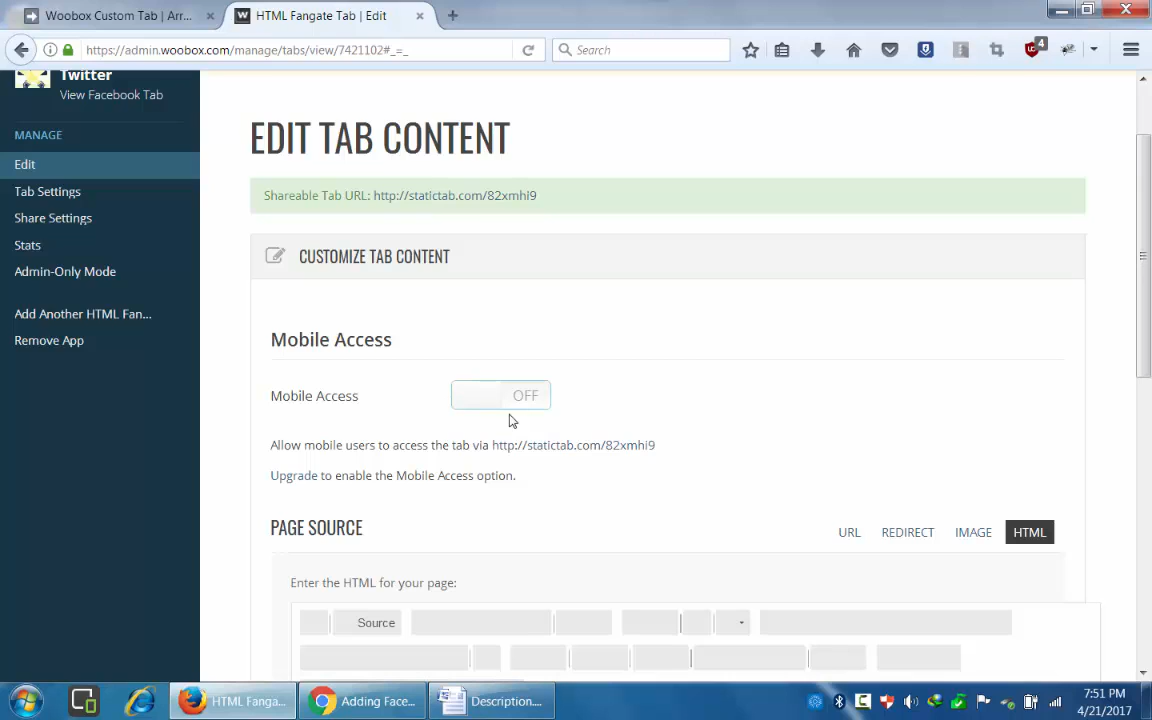 Woobox Custom Tab | Arr...
HTML Fangate Tab | Edit
https://admin.woobox.com/manage/tabs/view/7421102#_=_
Search
4
Twitter
View Facebook Tab
MANAGE
Edit
Tab Settings
Share Settings
Stats
Admin-Only Mode
Add Another HTML Fan...
Remove App
EDIT TAB CONTENT
Shareable Tab URL: http://statictab.com/82xmhi9
CUSTOMIZE TAB CONTENT
Mobile Access
Mobile Access
OFF
Allow mobile users to access the tab via http://statictab.com/82xmhi9
Upgrade to enable the Mobile Access option.
PAGE SOURCE
URL
REDIRECT
IMAGE
HTML
Enter the HTML for your page:
Source
HTML Fanga...
Adding Face...
Description....
7:51 PM
4/21/2017